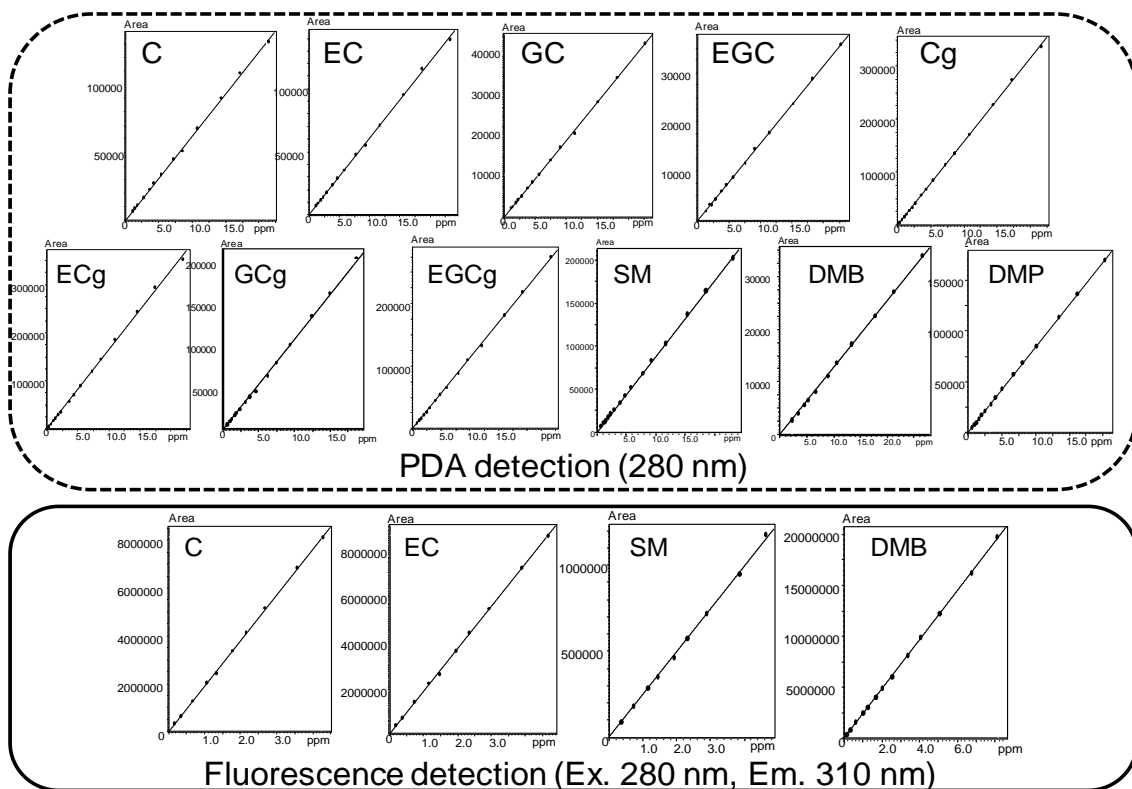 Area Area Area Area Area
C EC GC EGC Cg
100000 100000 40000 30000 300000
50000 50000 30000 20000 200000
20000 10000 100000
10000
0 5.0 10.0 15.0 ppm 0 5.0 10.0 15.0 ppm 0.0 5.0 10.0 15.0 ppm 0 5.0 10.0 15.0 ppm 0 5.0 10.0 15.0 ppm
Area Area Area Area Area Area
ECg GCg EGCg SM DMB DMP
300000 200000 200000 200000 30000 150000
200000 150000 100000 150000 20000 100000
100000 100000 100000 10000 50000
50000 50000
0 5.0 10.0 15.0 ppm 0 5.0 10.0 15.0 ppm 0 5.0 10.0 15.0 ppm 0 5.0 10.0 15.0 ppm 0 5.0 10.0 15.0 20.0 ppm 0 5.0 10.0 15.0 ppm
PDA detection (280 nm)
Area Area Area Area
C EC SM DMB
8000000 8000000 1000000 20000000
6000000 6000000 500000 15000000
4000000 4000000 10000000
2000000 2000000 5000000
0 1.0 2.0 3.0 ppm 0 1.0 2.0 3.0 ppm 0 1.0 2.0 3.0 ppm 0 2.0 4.0 6.0 ppm
Fluorescence detection (Ex. 280 nm, Em. 310 nm)